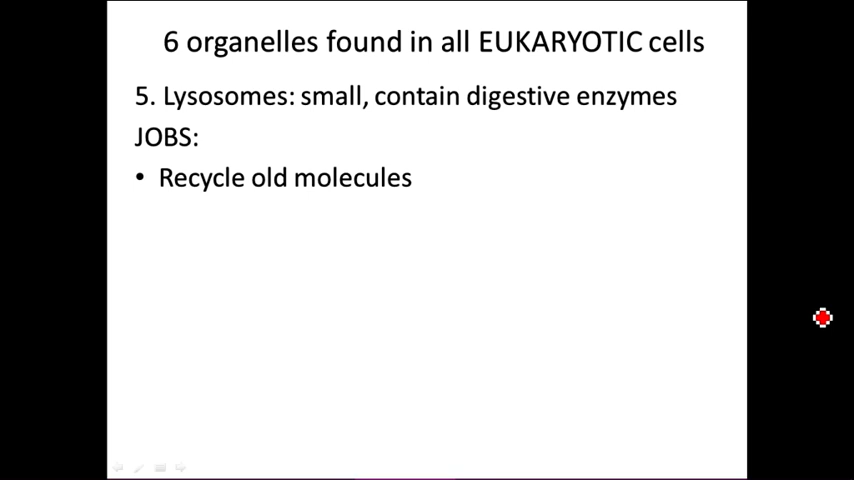 6 organelles found in all EUKARYOTIC cells
5. Lysosomes: small, contain digestive enzymes
JOBS:
• Recycle old molecules